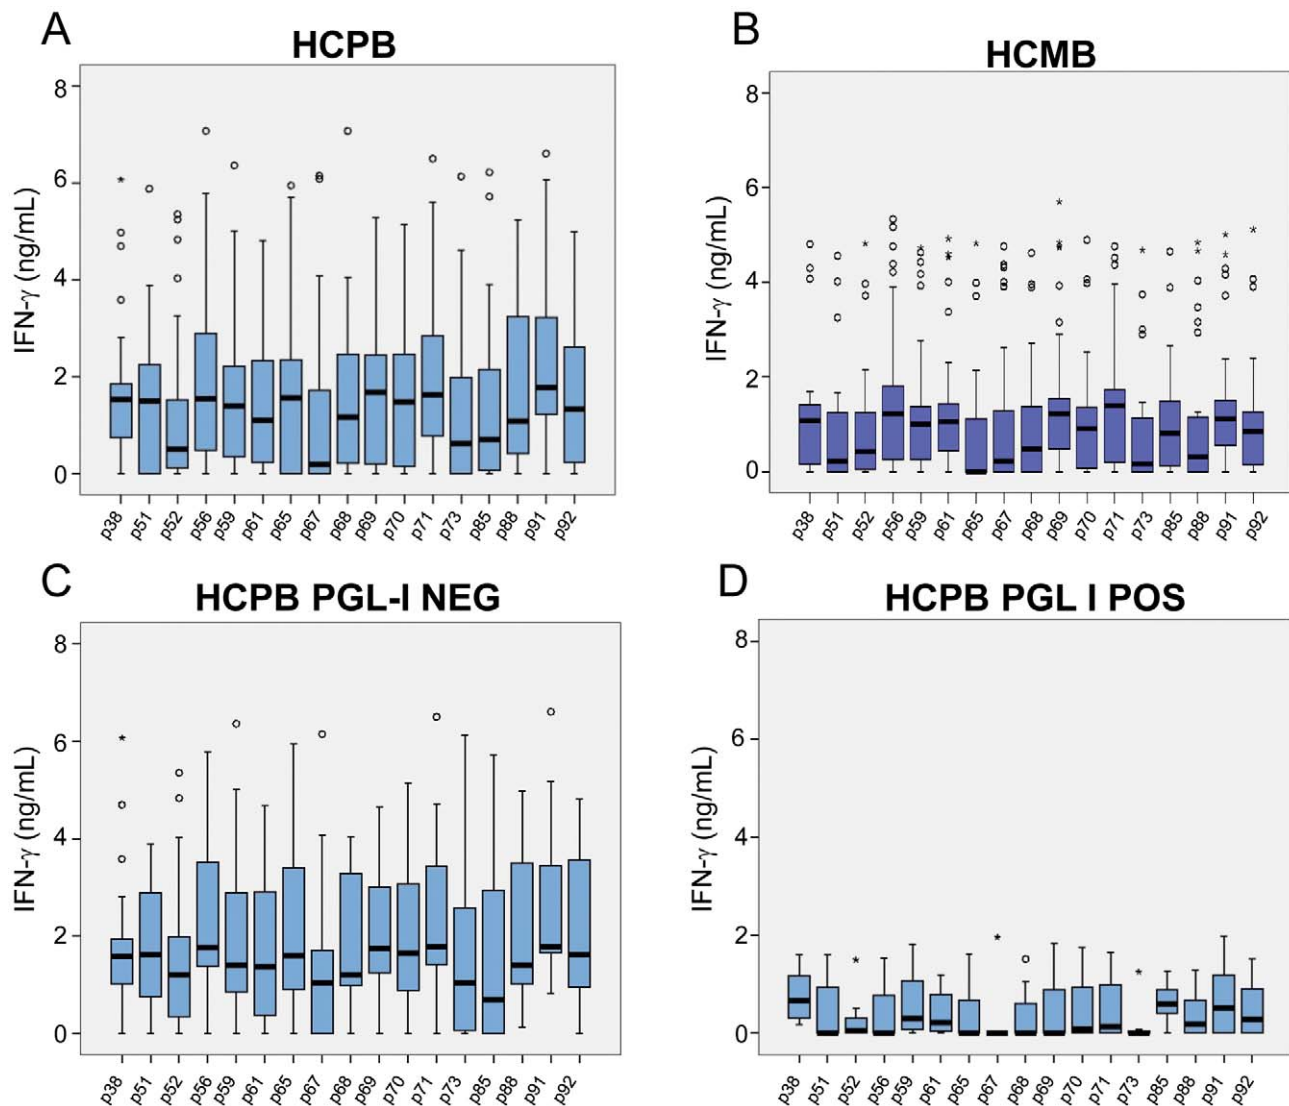 A
HCPB
IFN-γ (ng/mL)
8
6
4
2
0
p38 p51 p52 p56 p59 p61 p65 p67 p68 p69 p70 p71 p73 p85 p88 p91 p92
B
HCMB
IFN-γ (ng/mL)
8
6
4
2
0
p38 p51 p52 p56 p59 p61 p65 p67 p68 p69 p70 p71 p73 p85 p88 p91 p92
C
HCPB PGL-I NEG
IFN-γ (ng/mL)
8
6
4
2
0
p38 p51 p52 p56 p59 p61 p65 p67 p68 p69 p70 p71 p73 p85 p88 p91 p92
D
HCPB PGL I POS
IFN-γ (ng/mL)
8
6
4
2
0
p38 p51 p52 p56 p59 p61 p65 p67 p68 p69 p70 p71 p73 p85 p88 p91 p92